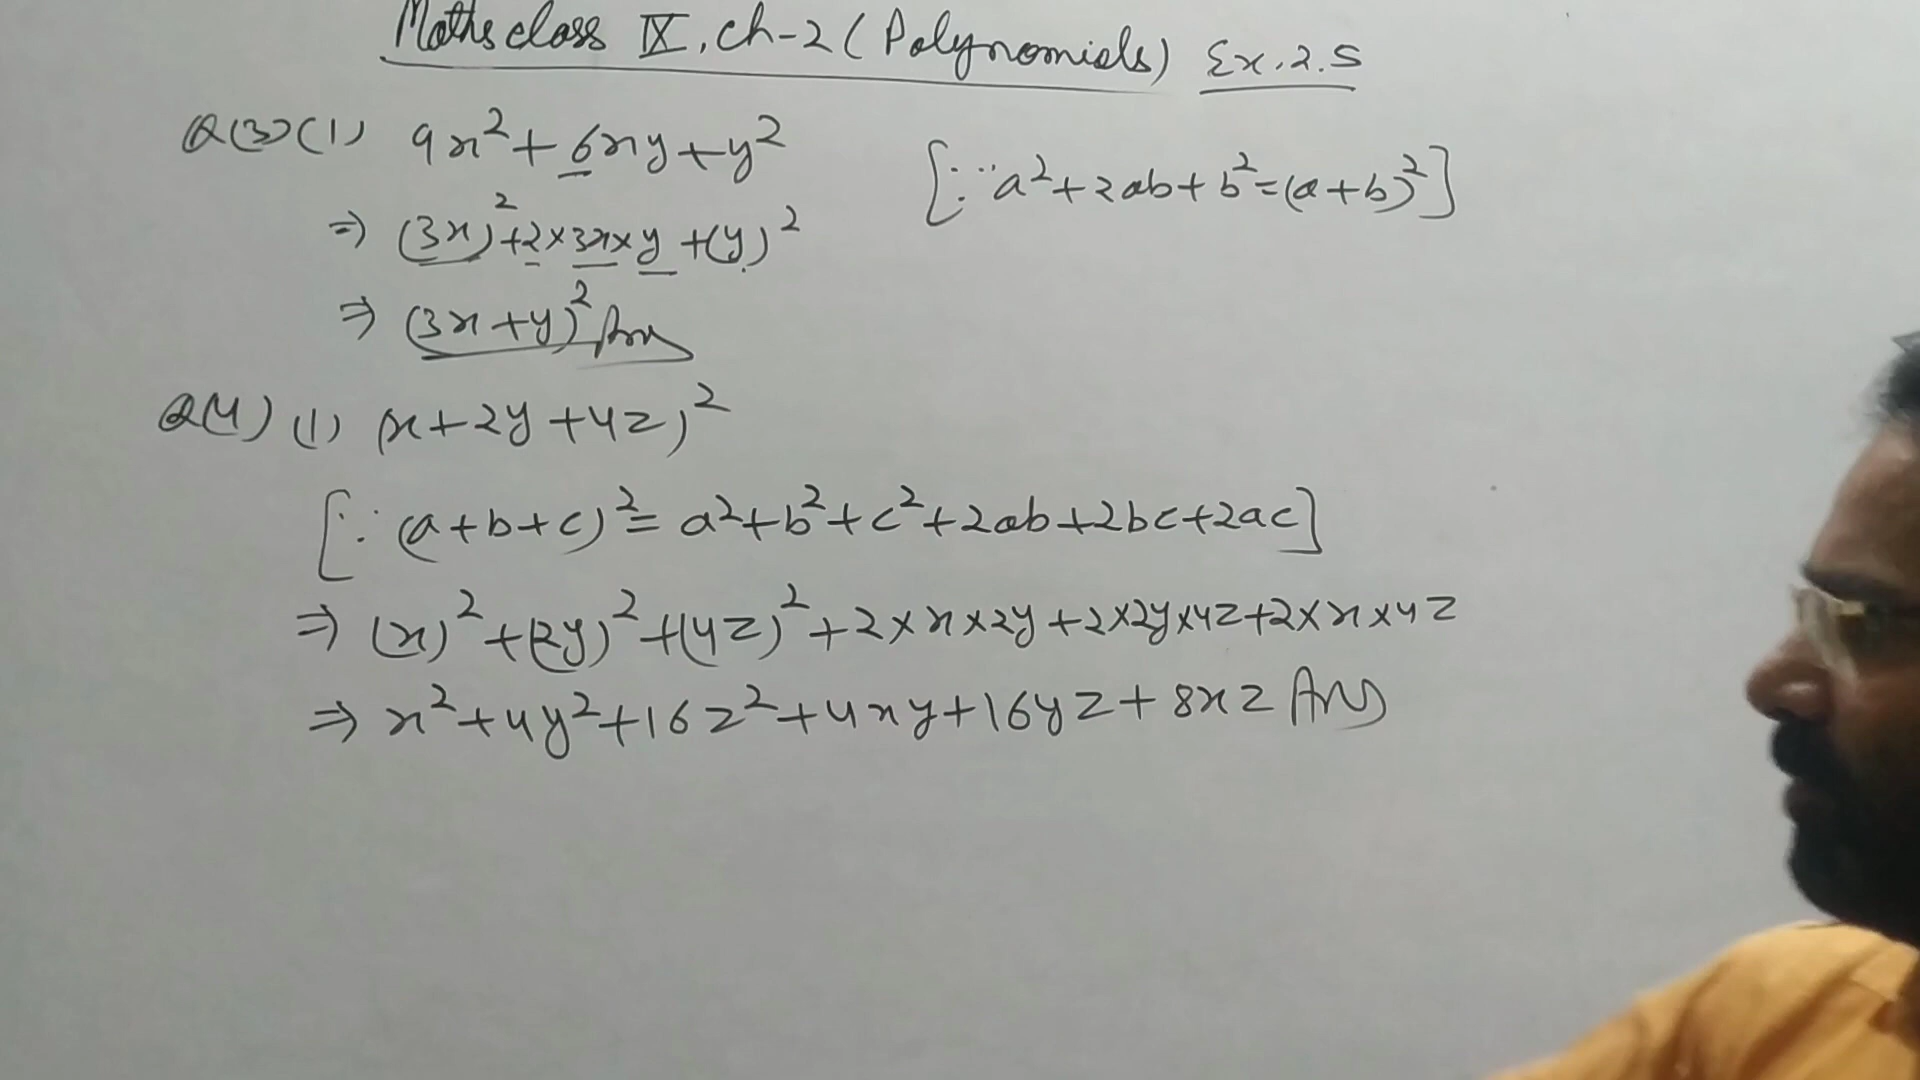 Maths class IX, Ch-2 (Polynomials) Ex. 2.5
Q(3) (1) 9x² + 6xy + y² [∵ a² + 2ab + b² = (a + b)²]
⇒ (3x)² + 2 × 3x × y + (y)²
⇒ (3x + y)² Ans
Q(4) (1) (x + 2y + 4z)²
[∵ (a + b + c)² = a² + b² + c² + 2ab + 2bc + 2ac]
⇒ (x)² + (2y)² + (4z)² + 2 × x × 2y + 2 × 2y × 4z + 2 × x × 4z
⇒ x² + 4y² + 16z² + 4xy + 16yz + 8xz Ans